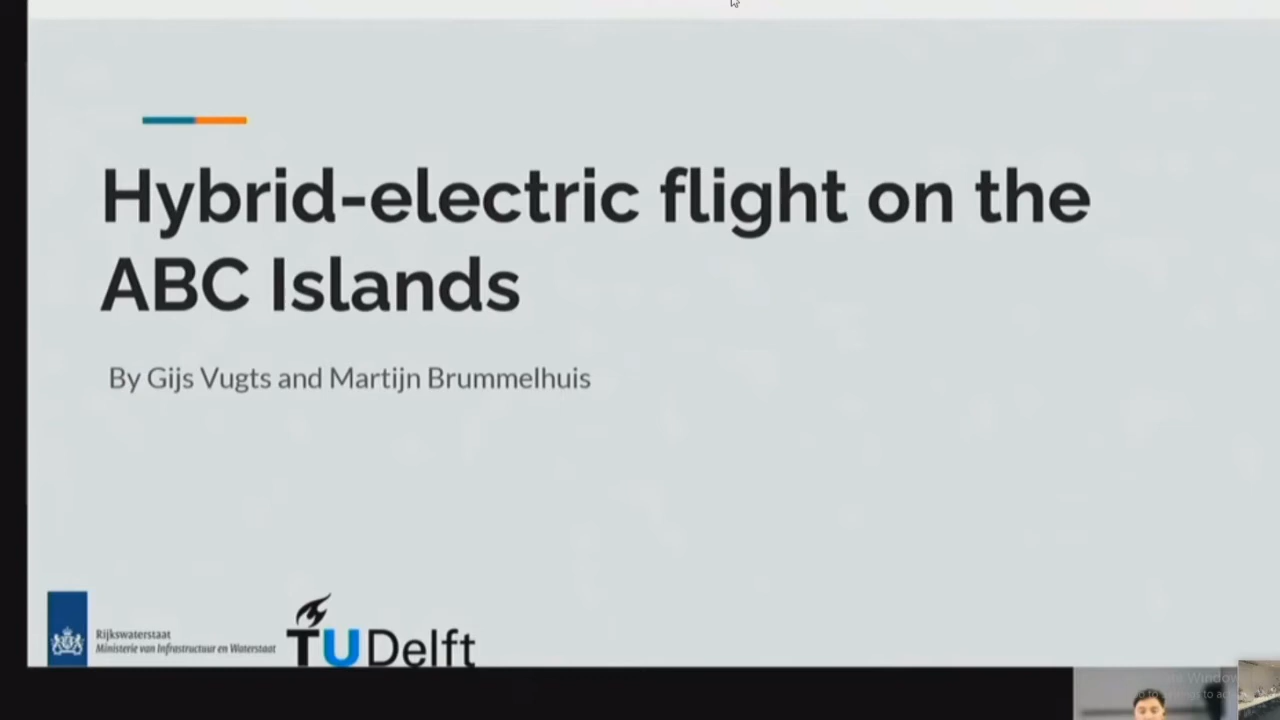 Hybrid-electric flight on the
ABC Islands
By Gijs Vugts and Martijn Brummelhuis
Rijkswaterstaat
Ministerie van Infrastructuur en Waterstaat
TU Delft